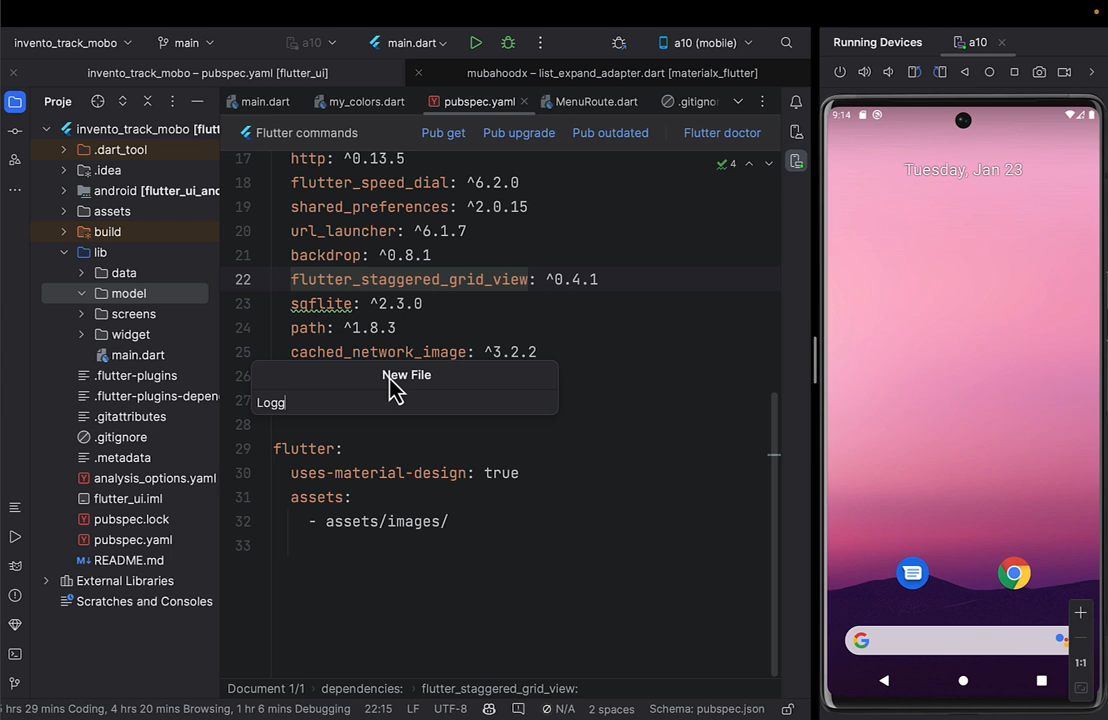 invento_track_mobo
main
a10
main.dart
a10 (mobile)
Running Devices
a10
invento_track_mobo – pubspec.yaml [flutter_ui]
mubahoodx – list_expand_adapter.dart [materialx_flutter]
Proje
main.dart
my_colors.dart
pubspec.yaml
MenuRoute.dart
.gitigno
Flutter commands
Pub get
Pub upgrade
Pub outdated
Flutter doctor
invento_track_mobo [flutt
.dart_tool
.idea
android [flutter_ui_and
assets
build
lib
data
model
screens
widget
main.dart
.flutter-plugins
.flutter-plugins-depen
.gitattributes
.gitignore
.metadata
analysis_options.yaml
flutter_ui.iml
pubspec.lock
pubspec.yaml
M↓ README.md
External Libraries
Scratches and Consoles
4
17 http: ^0.13.5
18 flutter_speed_dial: ^6.2.0
19 shared_preferences: ^2.0.15
20 url_launcher: ^6.1.7
21 backdrop: ^0.8.1
22 flutter_staggered_grid_view: ^0.4.1
23 sqflite: ^2.3.0
24 path: ^1.8.3
25 cached_network_image: ^3.2.2
26
27
28
29 flutter:
30 uses-material-design: true
31 assets:
32 - assets/images/
33
New File
Logg
9:14
Tuesday, Jan 23
1:1
Document 1/1
dependencies:
flutter_staggered_grid_view:
5 hrs 29 mins Coding, 4 hrs 20 mins Browsing, 1 hr 6 mins Debugging
22:15
LF
UTF-8
N/A
2 spaces
Schema: pubspec.json